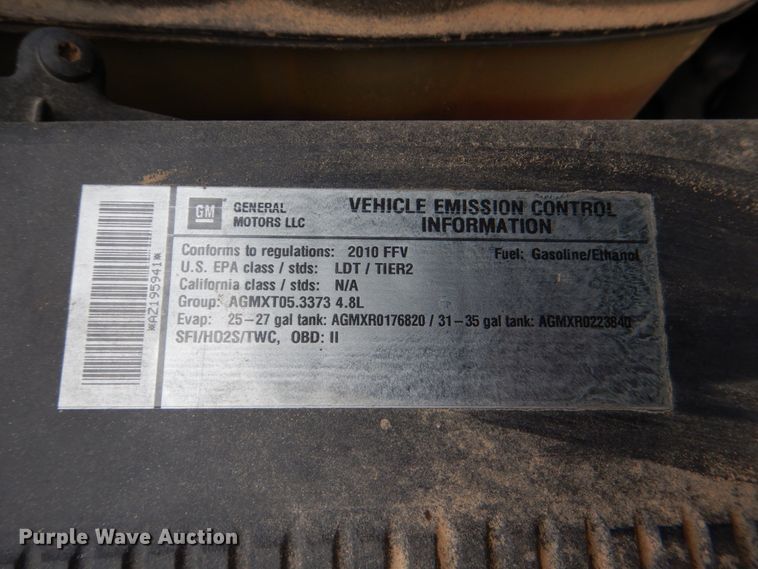 GM
GENERAL
MOTORS LLC
VEHICLE EMISSION CONTROL
INFORMATION
Conforms to regulations: 2010 FFV
Fuel: Gasoline/Ethanol
U.S. EPA class / stds: LDT / TIER2
California class / stds: N/A
Group: AGMXT05.3373 4.8L
Evap: 25-27 gal tank: AGMXR0176820 / 31-35 gal tank: AGMXR0223840
SFI/HO2S/TWC, OBD: II
*AZ195941*
Purple Wave Auction